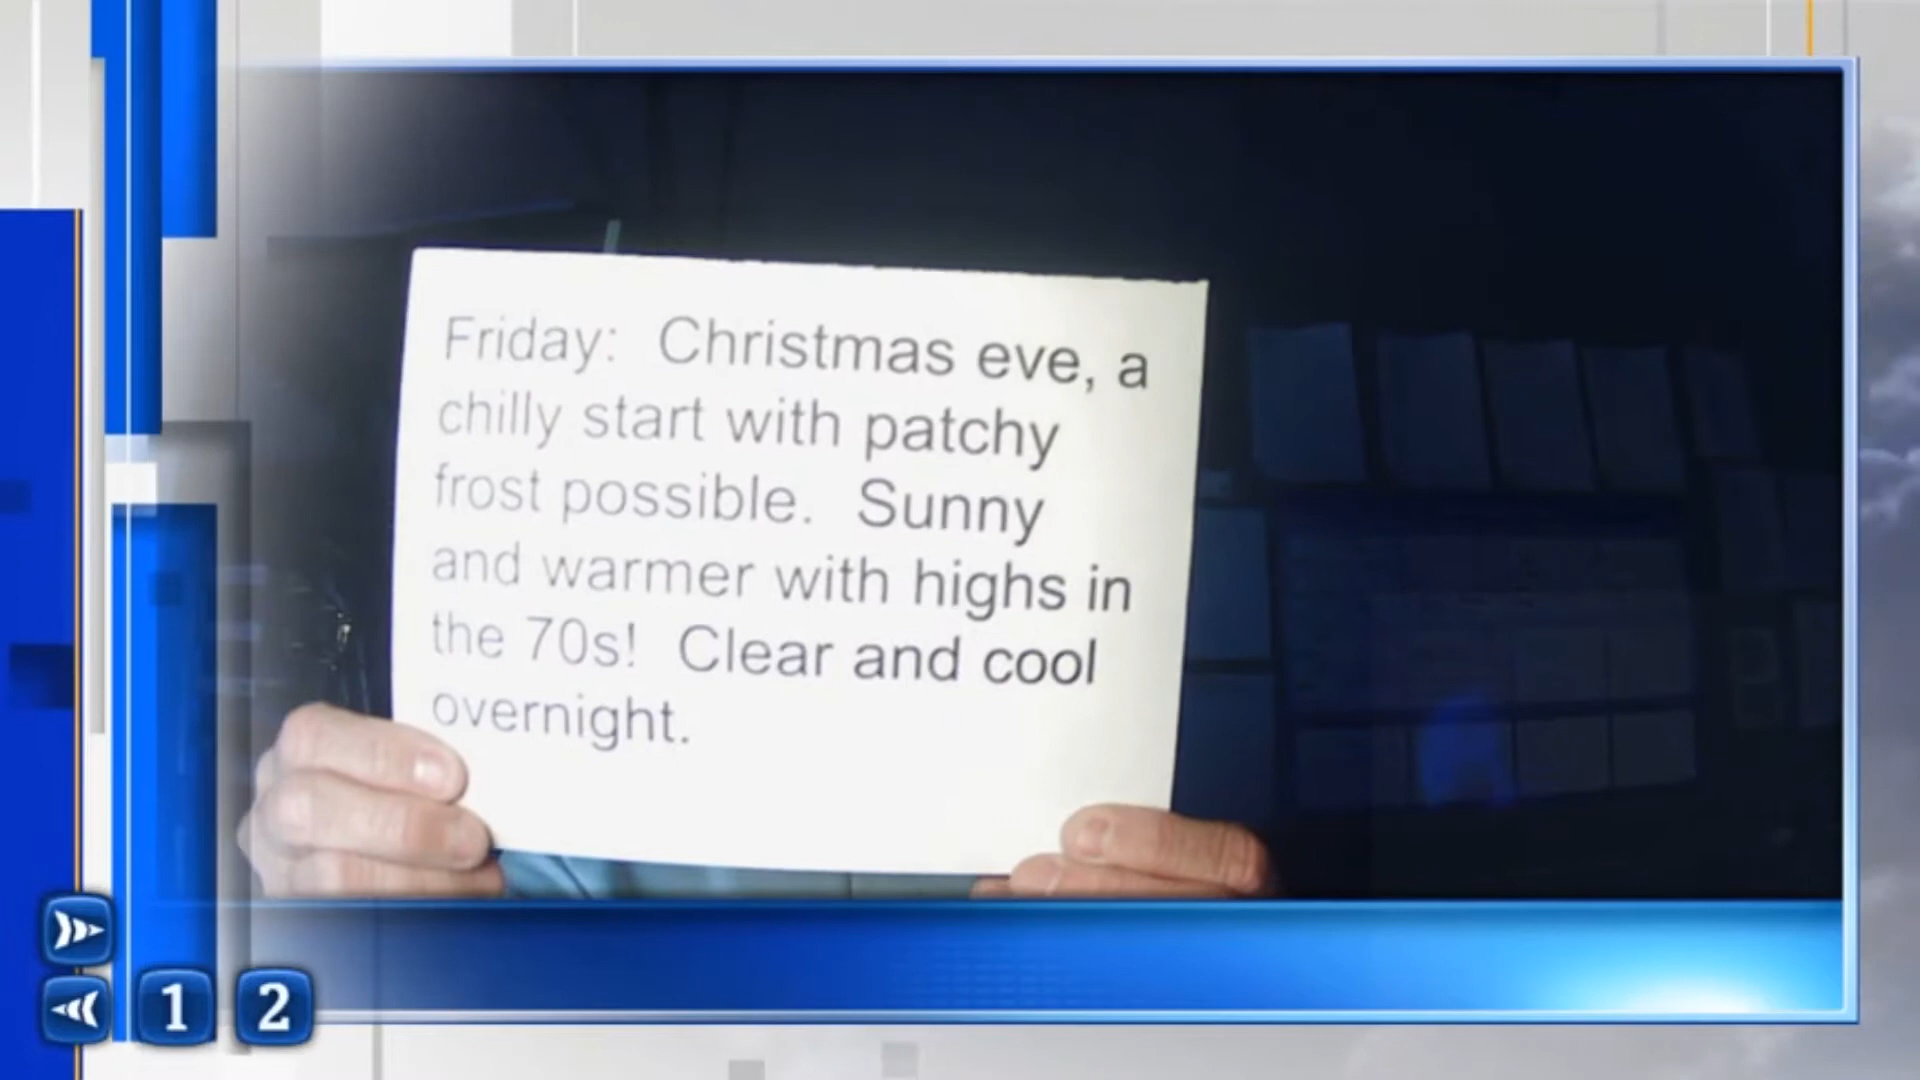 Friday:  Christmas eve, a
chilly start with patchy
frost possible.  Sunny
and warmer with highs in
the 70s!  Clear and cool
overnight.
1 2